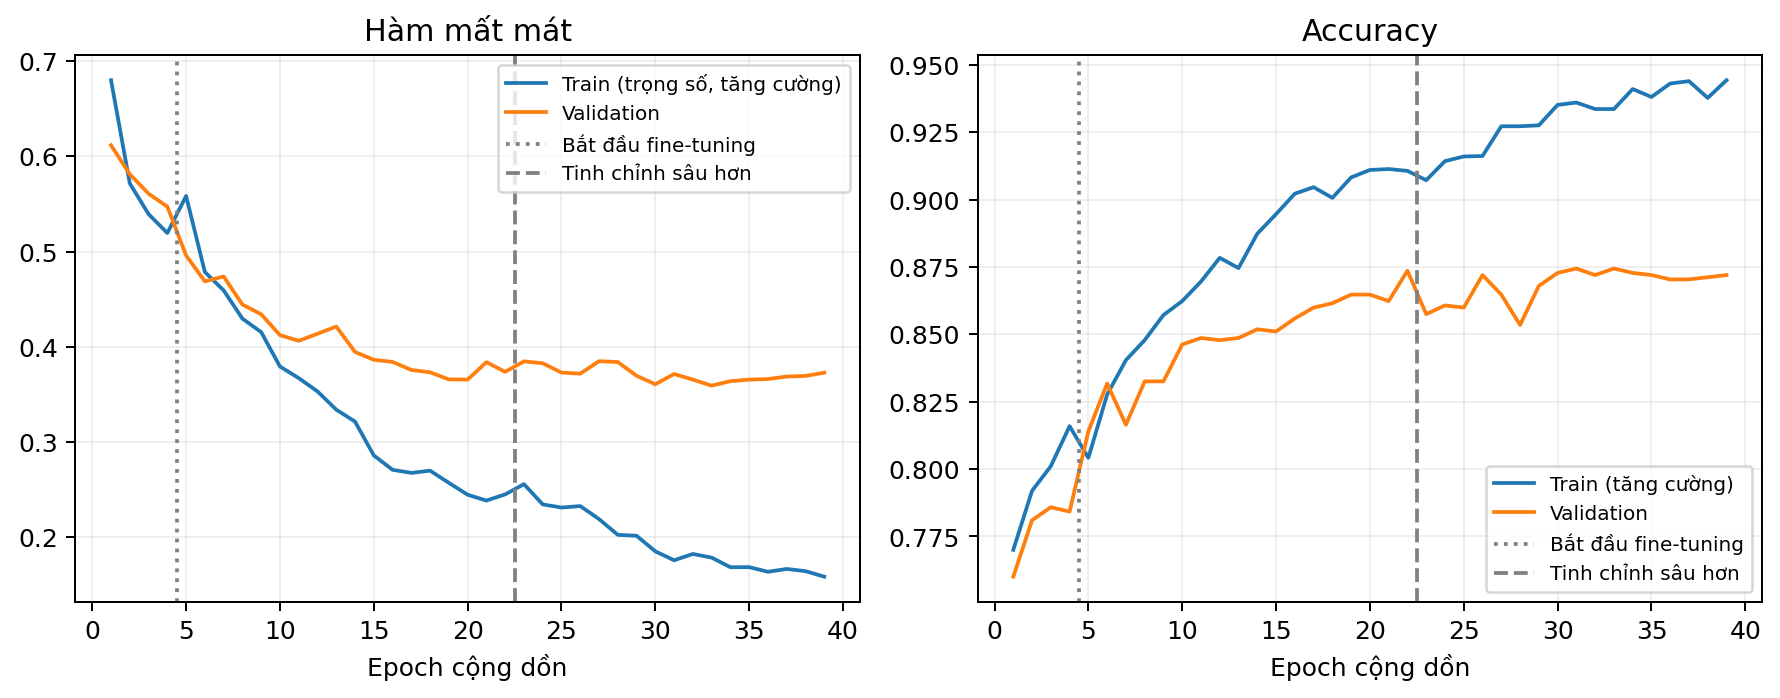 Hàm mất mát
0.7
0.6
0.5
0.4
0.3
0.2
Train (trọng số, tăng cường)
Validation
Bắt đầu fine-tuning
Tinh chỉnh sâu hơn
0 5 10 15 20 25 30 35 40
Epoch cộng dồn
Accuracy
0.950
0.925
0.900
0.875
0.850
0.825
0.800
0.775
Train (tăng cường)
Validation
Bắt đầu fine-tuning
Tinh chỉnh sâu hơn
0 5 10 15 20 25 30 35 40
Epoch cộng dồn